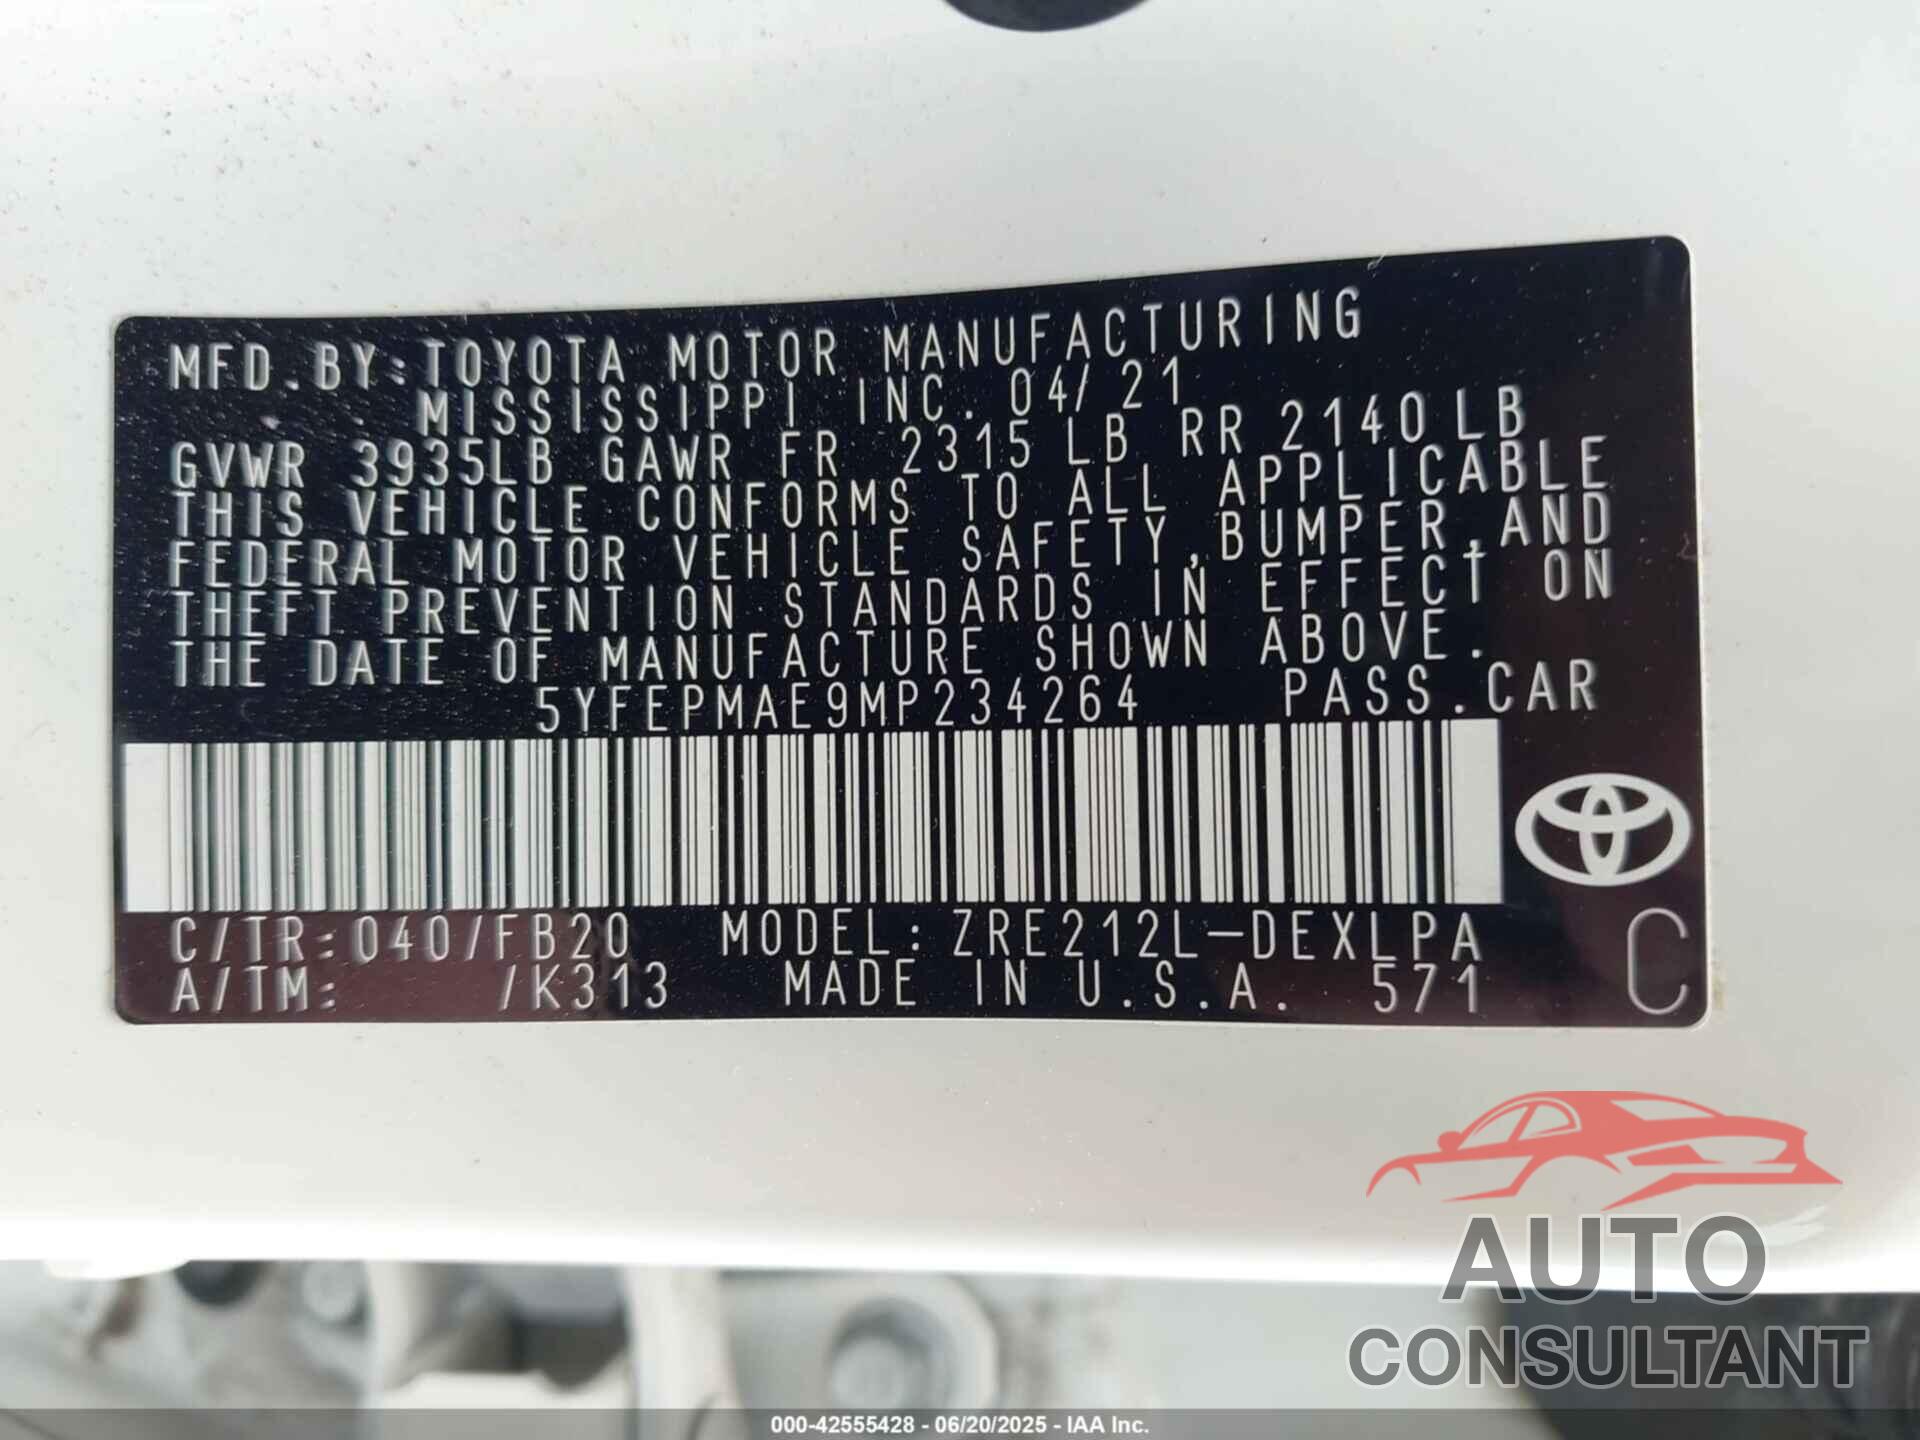 MFD.BY:TOYOTA MOTOR MANUFACTURING
MISSISSIPPI INC. 04/21
GVWR 3935LB GAWR FR 2315 LB RR 2140LB
THIS VEHICLE CONFORMS TO ALL APPLICABLE
FEDERAL MOTOR VEHICLE SAFETY,BUMPER,AND
THEFT PREVENTION STANDARDS IN EFFECT ON
THE DATE OF MANUFACTURE SHOWN ABOVE.
5YFEPMAE9MP234264 PASS.CAR
C/TR:040/FB20 MODEL:ZRE212L-DEXLPA
A/TM: /K313 MADE IN U.S.A. 571 C
AUTO
CONSULTANT
000-42555428 - 06/20/2025 - IAA Inc.